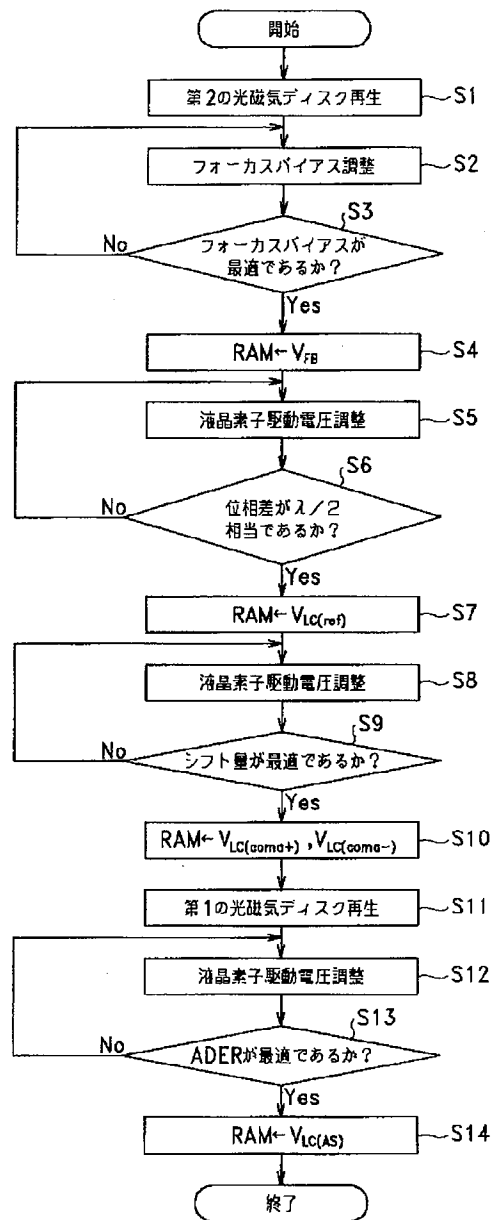 開始
第2の光磁気ディスク再生
S1
フォーカスバイアス調整
S2
S3
フォーカスバイアスが
最適であるか？
No
Yes
RAM←VFB
S4
液晶素子駆動電圧調整
S5
S6
位相差がλ／2
相当であるか？
No
Yes
RAM←VLC(ref)
S7
液晶素子駆動電圧調整
S8
S9
シフト量が最適であるか？
No
Yes
RAM←VLC(coma+) ,VLC(coma-)
S10
第1の光磁気ディスク再生
S11
液晶素子駆動電圧調整
S12
S13
ADERが最適であるか？
No
Yes
RAM←VLC(AS)
S14
終了